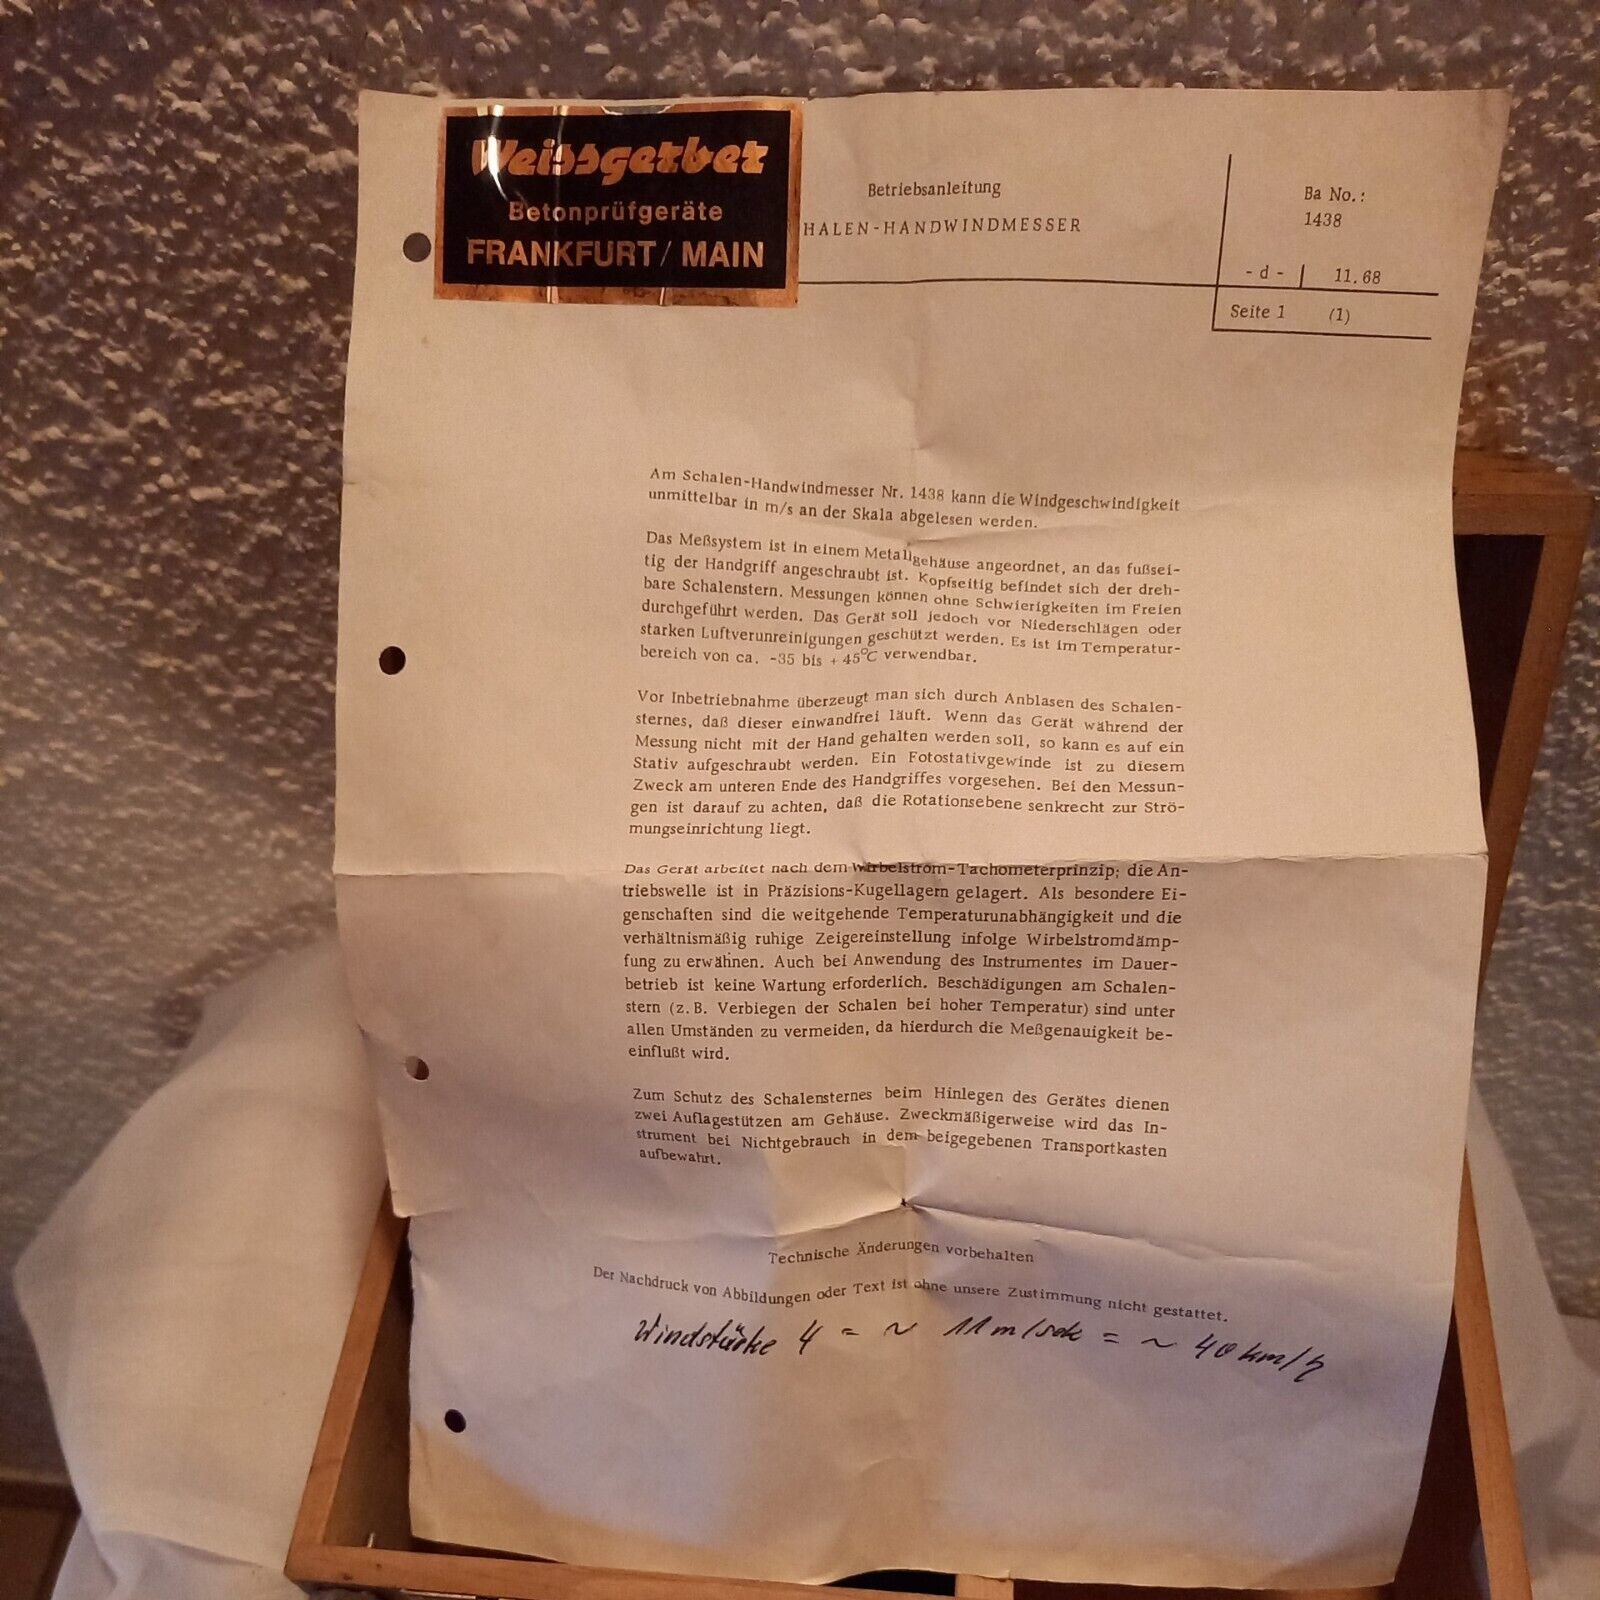 Weissgerber
Betonprüfgeräte
FRANKFURT / MAIN
Betriebsanleitung
HALEN-HANDWINDMESSER
Ba No.:
1438
- d - 11.68
Seite 1 (1)
Am Schalen-Handwindmesser Nr. 1438 kann die Windgeschwindigkeit
unmittelbar in m/s an der Skala abgelesen werden.
Das Meßsystem ist in einem Metallgehäuse angeordnet, an das fußsei-
tig der Handgriff angeschraubt ist. Kopfseitig befindet sich der dreh-
bare Schalenstern. Messungen können ohne Schwierigkeiten im Freien
durchgeführt werden. Das Gerät soll jedoch vor Niederschlägen oder
starken Luftverunreinigungen geschützt werden. Es ist im Temperatur-
bereich von ca. -35 bis + 45°C verwendbar.
Vor Inbetriebnahme überzeugt man sich durch Anblasen des Schalen-
sternes, daß dieser einwandfrei läuft. Wenn das Gerät während der
Messung nicht mit der Hand gehalten werden soll, so kann es auf ein
Stativ aufgeschraubt werden. Ein Fotostativgewinde ist zu diesem
Zweck am unteren Ende des Handgriffes vorgesehen. Bei den Messun-
gen ist darauf zu achten, daß die Rotationsebene senkrecht zur Strö-
mungseinrichtung liegt.
Das Gerät arbeitet nach dem Wirbelstrom-Tachometerprinzip; die An-
triebswelle ist in Präzisions-Kugellagern gelagert. Als besondere Ei-
genschaften sind die weitgehende Temperaturunabhängigkeit und die
verhältnismäßig ruhige Zeigereinstellung infolge Wirbelstromdämp-
fung zu erwähnen. Auch bei Anwendung des Instrumentes im Dauer-
betrieb ist keine Wartung erforderlich. Beschädigungen am Schalen-
stern (z. B. Verbiegen der Schalen bei hoher Temperatur) sind unter
allen Umständen zu vermeiden, da hierdurch die Meßgenauigkeit be-
einflußt wird.
Zum Schutz des Schalensternes beim Hinlegen des Gerätes dienen
zwei Auflagestützen am Gehäuse. Zweckmäßigerweise wird das In-
strument bei Nichtgebrauch in dem beigegebenen Transportkasten
aufbewahrt.
Technische Änderungen vorbehalten
Der Nachdruck von Abbildungen oder Text ist ohne unsere Zustimmung nicht gestattet.
Windstärke 4 = ~ 11 m/sek = ~ 40 km/h